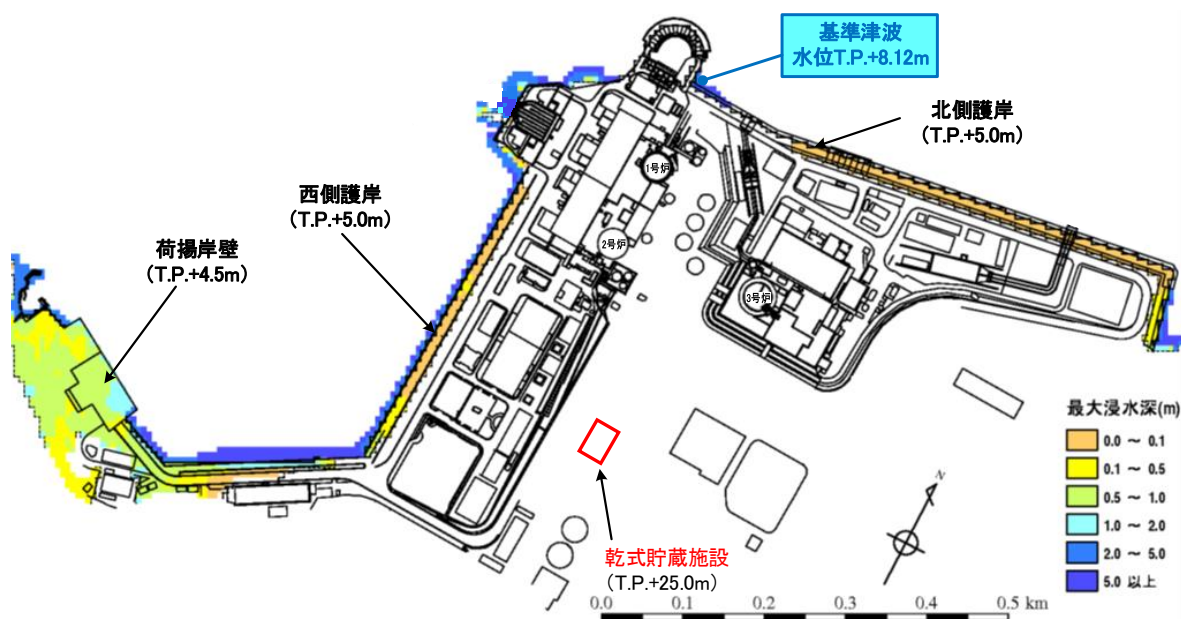 基準津波
水位T.P.+8.12m
北側護岸
(T.P.+5.0m)
1号炉
西側護岸
(T.P.+5.0m)
2号炉
荷揚岸壁
(T.P.+4.5m)
3号炉
最大浸水深(m)
0.0 ～ 0.1
0.1 ～ 0.5
0.5 ～ 1.0
1.0 ～ 2.0
2.0 ～ 5.0
5.0 以上
N
乾式貯蔵施設
(T.P.+25.0m)
0.0 0.1 0.2 0.3 0.4 0.5 km